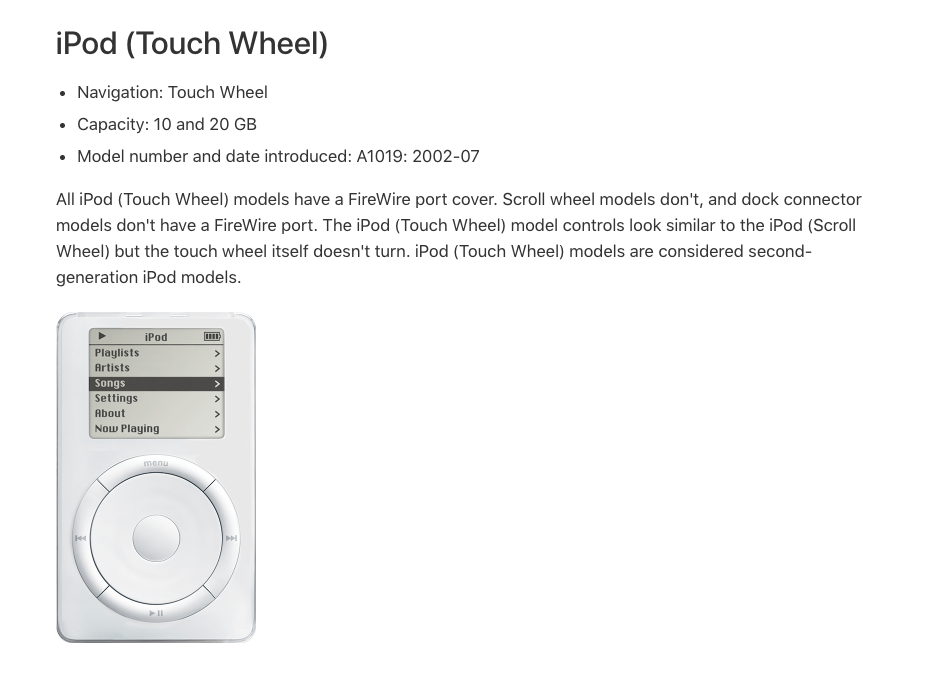 iPod (Touch Wheel)
• Navigation: Touch Wheel
• Capacity: 10 and 20 GB
• Model number and date introduced: A1019: 2002-07
All iPod (Touch Wheel) models have a FireWire port cover. Scroll wheel models don't, and dock connector
models don't have a FireWire port. The iPod (Touch Wheel) model controls look similar to the iPod (Scroll
Wheel) but the touch wheel itself doesn't turn. iPod (Touch Wheel) models are considered second-
generation iPod models.
iPod
Playlists >
Artists >
Songs >
Settings >
About >
Now Playing >
menu